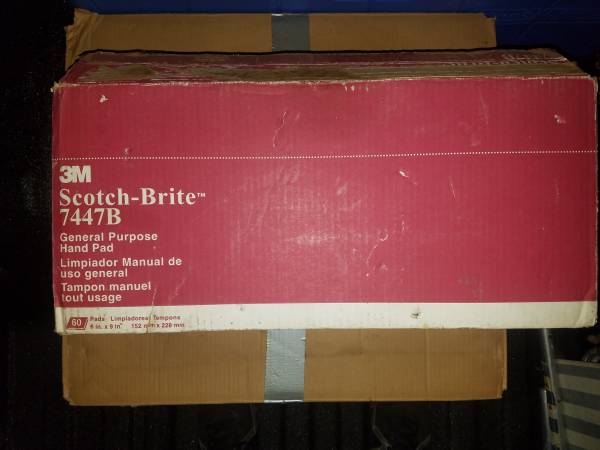 3M
Scotch-Brite™
7447B
General Purpose
Hand Pad
Limpiador Manual de
uso general
Tampon manuel
tout usage
60 Pads Limpiadores Tampons
6 in. x 9 in 152 mm x 228 mm